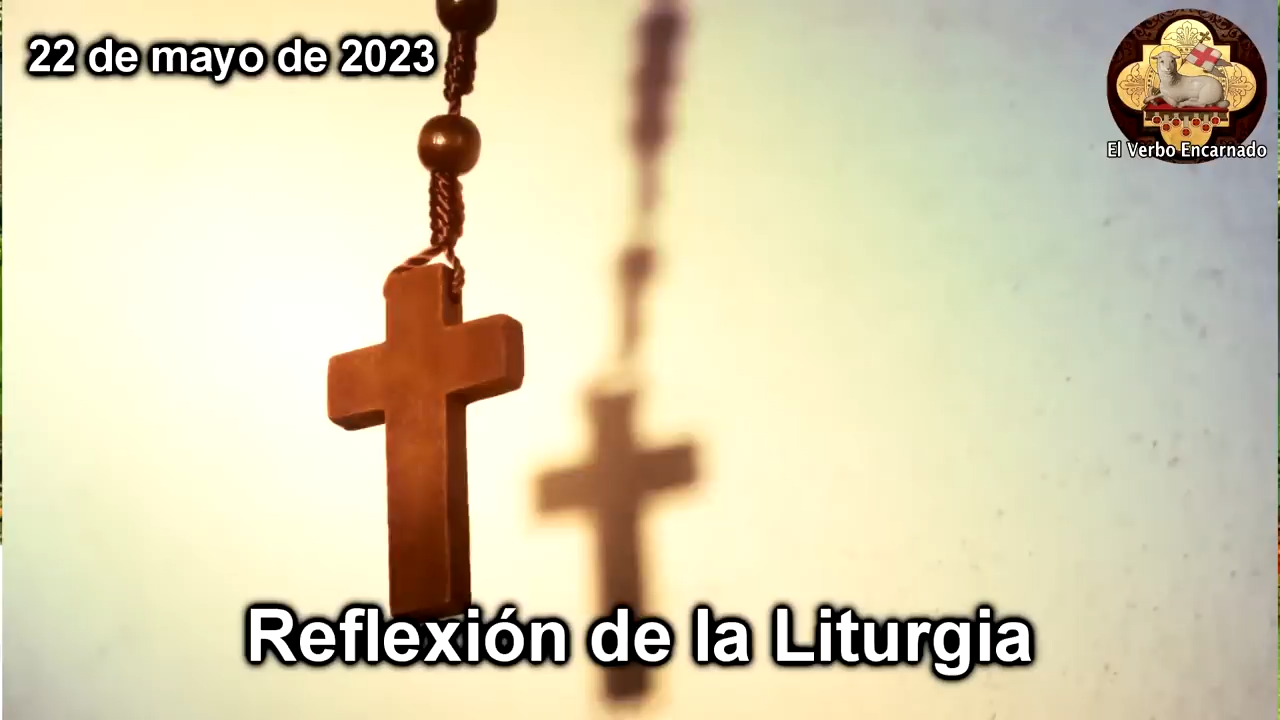 22 de mayo de 2023
El Verbo Encarnado
Reflexión de la Liturgia